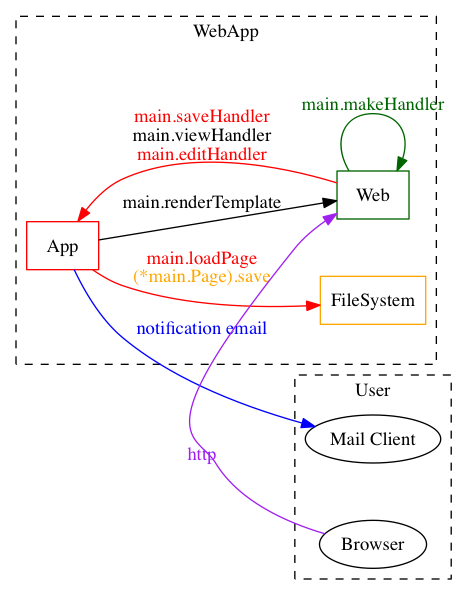 WebApp
main.makeHandler
main.saveHandler
main.viewHandler
main.editHandler
Web
main.renderTemplate
App
main.loadPage
(*main.Page).save
FileSystem
notification email
User
Mail Client
http
Browser